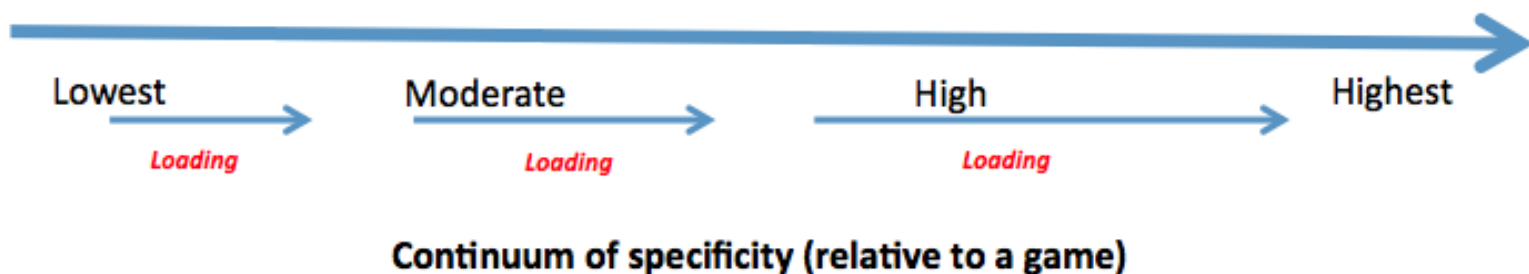 Lowest Moderate High Highest
Loading Loading Loading
Continuum of specificity (relative to a game)